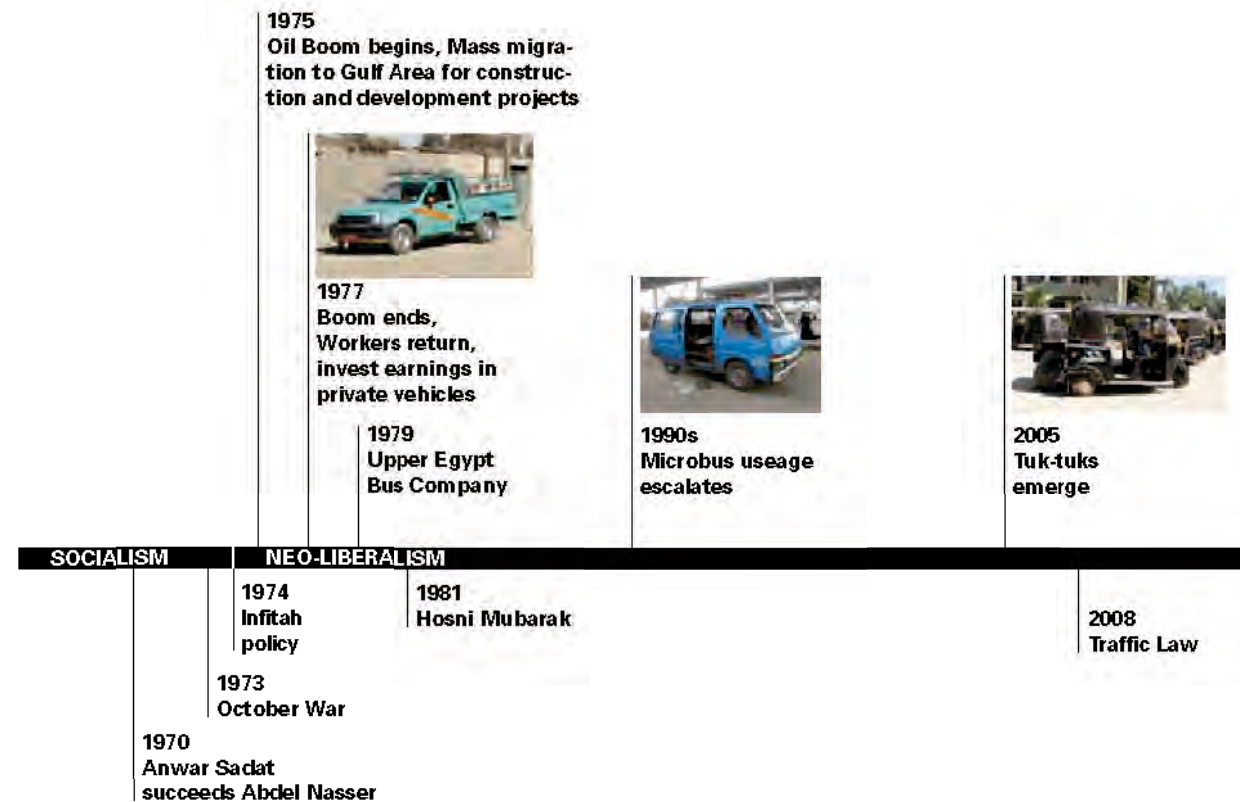 1975
Oil Boom begins, Mass migra-
tion to Gulf Area for construc-
tion and development projects
1977
Boom ends,
Workers return,
invest earnings in
private vehicles
1979
Upper Egypt
Bus Company
1990s
Microbus useage
escalates
2005
Tuk-tuks
emerge
SOCIALISM
NEO-LIBERALISM
1974
Infitah
policy
1981
Hosni Mubarak
2008
Traffic Law
1973
October War
1970
Anwar Sadat
succeeds Abdel Nasser